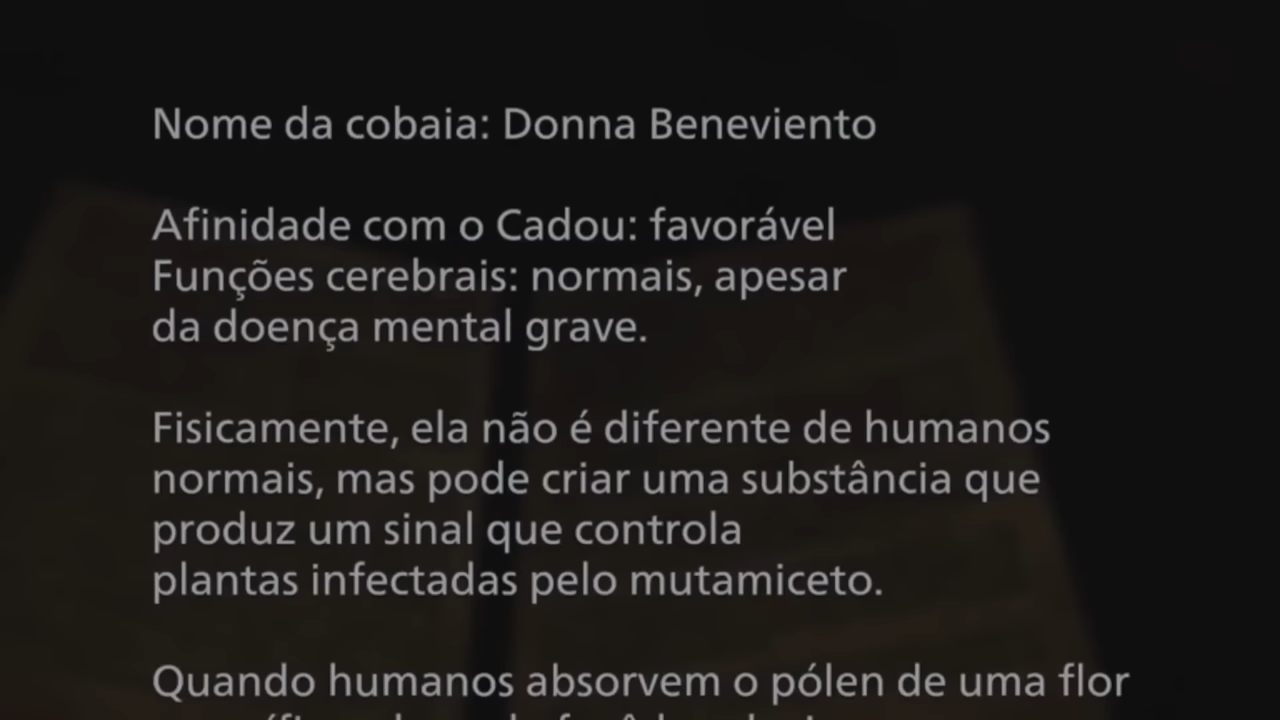 Nome da cobaia: Donna Beneviento
Afinidade com o Cadou: favorável
Funções cerebrais: normais, apesar
da doença mental grave.
Fisicamente, ela não é diferente de humanos
normais, mas pode criar uma substância que
produz um sinal que controla
plantas infectadas pelo mutamiceto.
Quando humanos absorvem o pólen de uma flor